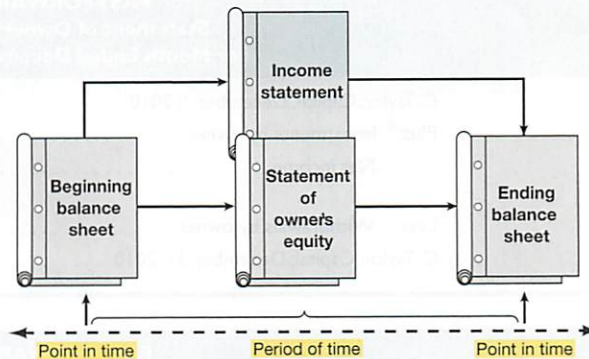 Income
statement
Beginning
balance
sheet
Statement
of
owner's
equity
Ending
balance
sheet
Point in time
Period of time
Point in time